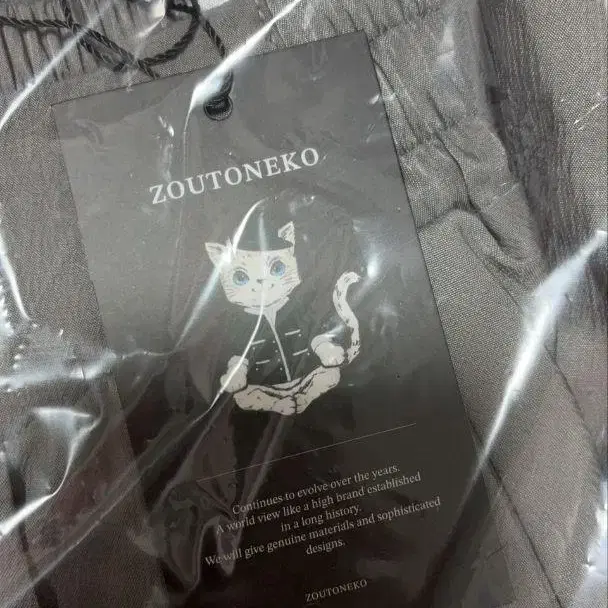 ZOUTONEKO
Continues to evolve over the years.
A world view like a high brand established
in a long history.
We will give genuine materials and sophisticated
designs.
ZOUTONEKO